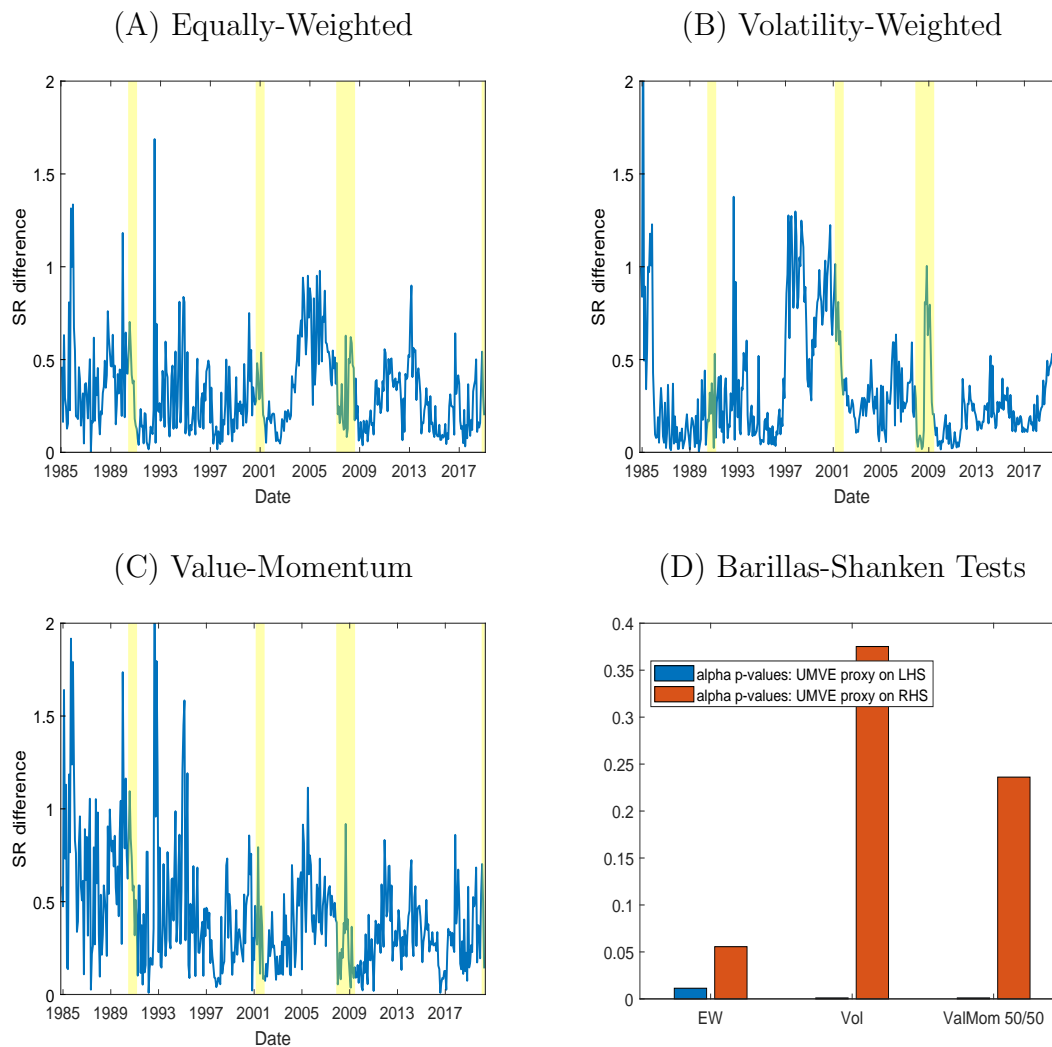 (A) Equally-Weighted
2
1.5
1
0.5
0
SR difference
1985 1989 1993 1997 2001 2005 2009 2013 2017
Date
(B) Volatility-Weighted
2
1.5
1
0.5
0
SR difference
1985 1989 1993 1997 2001 2005 2009 2013 2017
Date
(C) Value-Momentum
2
1.5
1
0.5
0
SR difference
1985 1989 1993 1997 2001 2005 2009 2013 2017
Date
(D) Barillas-Shanken Tests
0.4
0.35
0.3
0.25
0.2
0.15
0.1
0.05
0
alpha p-values: UMVE proxy on LHS
alpha p-values: UMVE proxy on RHS
EW Vol ValMom 50/50